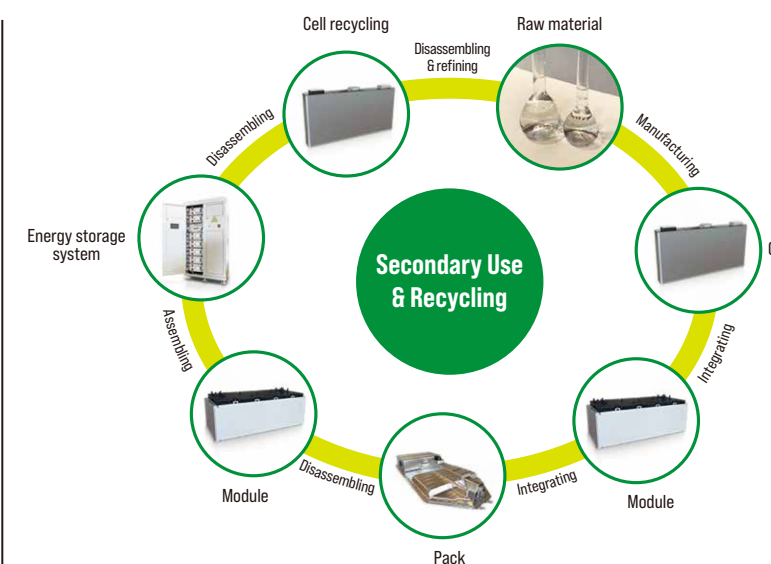 Cell recycling
Disassembling
& refining
Raw material
Manufacturing
Integrating
Module
Integrating
Pack
Disassembling
Module
Assembling
Energy storage
system
Disassembling
Secondary Use
& Recycling